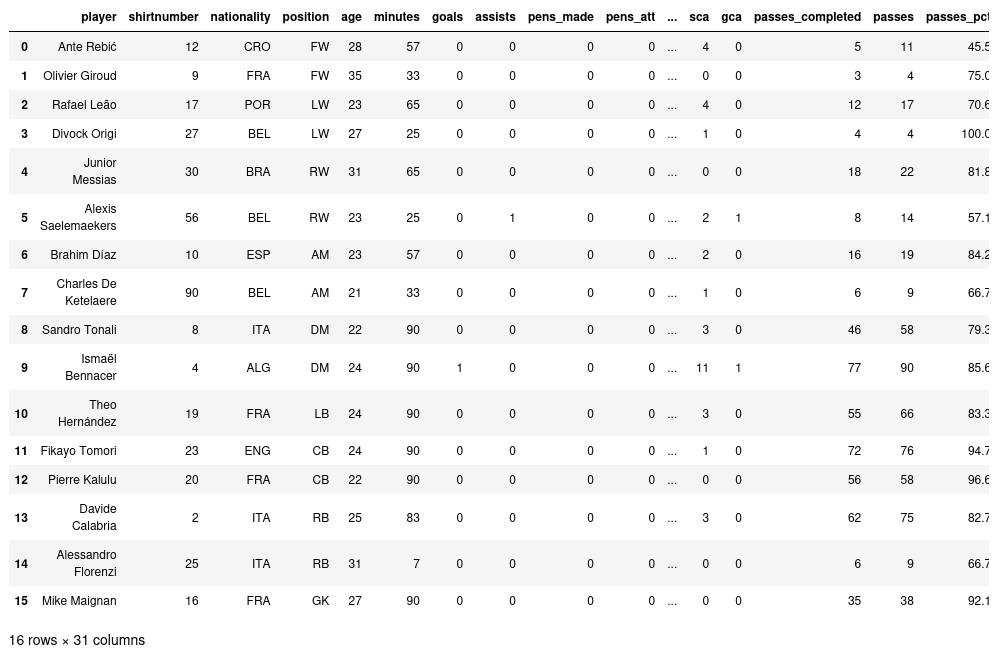 player shirtnumber nationality position age minutes goals assists pens_made pens_att ... sca gca passes_completed passes passes_pct
0 Ante Rebić 12 CRO FW 28 57 0 0 0 0 ... 4 0 5 11 45.5
1 Olivier Giroud 9 FRA FW 35 33 0 0 0 0 ... 0 0 3 4 75.0
2 Rafael Leão 17 POR LW 23 65 0 0 0 0 ... 4 0 12 17 70.6
3 Divock Origi 27 BEL LW 27 25 0 0 0 0 ... 1 0 4 4 100.0
4 Junior Messias 30 BRA RW 31 65 0 0 0 0 ... 0 0 18 22 81.8
5 Alexis Saelemaekers 56 BEL RW 23 25 0 1 0 0 ... 2 1 8 14 57.1
6 Brahim Díaz 10 ESP AM 23 57 0 0 0 0 ... 2 0 16 19 84.2
7 Charles De Ketelaere 90 BEL AM 21 33 0 0 0 0 ... 1 0 6 9 66.7
8 Sandro Tonali 8 ITA DM 22 90 0 0 0 0 ... 3 0 46 58 79.3
9 Ismaël Bennacer 4 ALG DM 24 90 1 0 0 0 ... 11 1 77 90 85.6
10 Theo Hernández 19 FRA LB 24 90 0 0 0 0 ... 3 0 55 66 83.3
11 Fikayo Tomori 23 ENG CB 24 90 0 0 0 0 ... 1 0 72 76 94.7
12 Pierre Kalulu 20 FRA CB 22 90 0 0 0 0 ... 0 0 56 58 96.6
13 Davide Calabria 2 ITA RB 25 83 0 0 0 0 ... 3 0 62 75 82.7
14 Alessandro Florenzi 25 ITA RB 31 7 0 0 0 0 ... 0 0 6 9 66.7
15 Mike Maignan 16 FRA GK 27 90 0 0 0 0 ... 0 0 35 38 92.1
16 rows × 31 columns